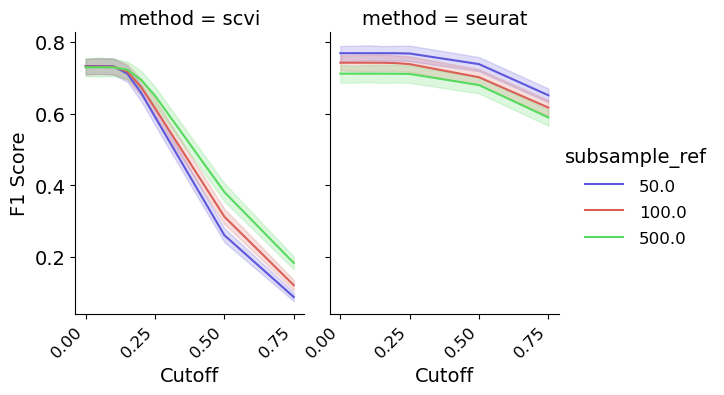 method = scvi
method = seurat
F1 Score
0.8
0.6
0.4
0.2
0.00
0.25
0.50
0.75
0.00
0.25
0.50
0.75
Cutoff
Cutoff
subsample_ref
50.0
100.0
500.0